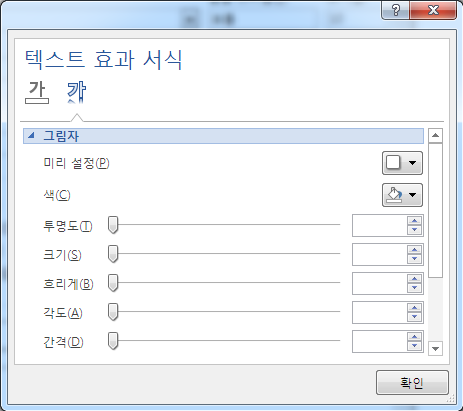 텍스트 효과 서식
가
그림자
미리 설정(P)
색(C)
투명도(T)
크기(S)
흐리게(B)
각도(A)
간격(D)
확인